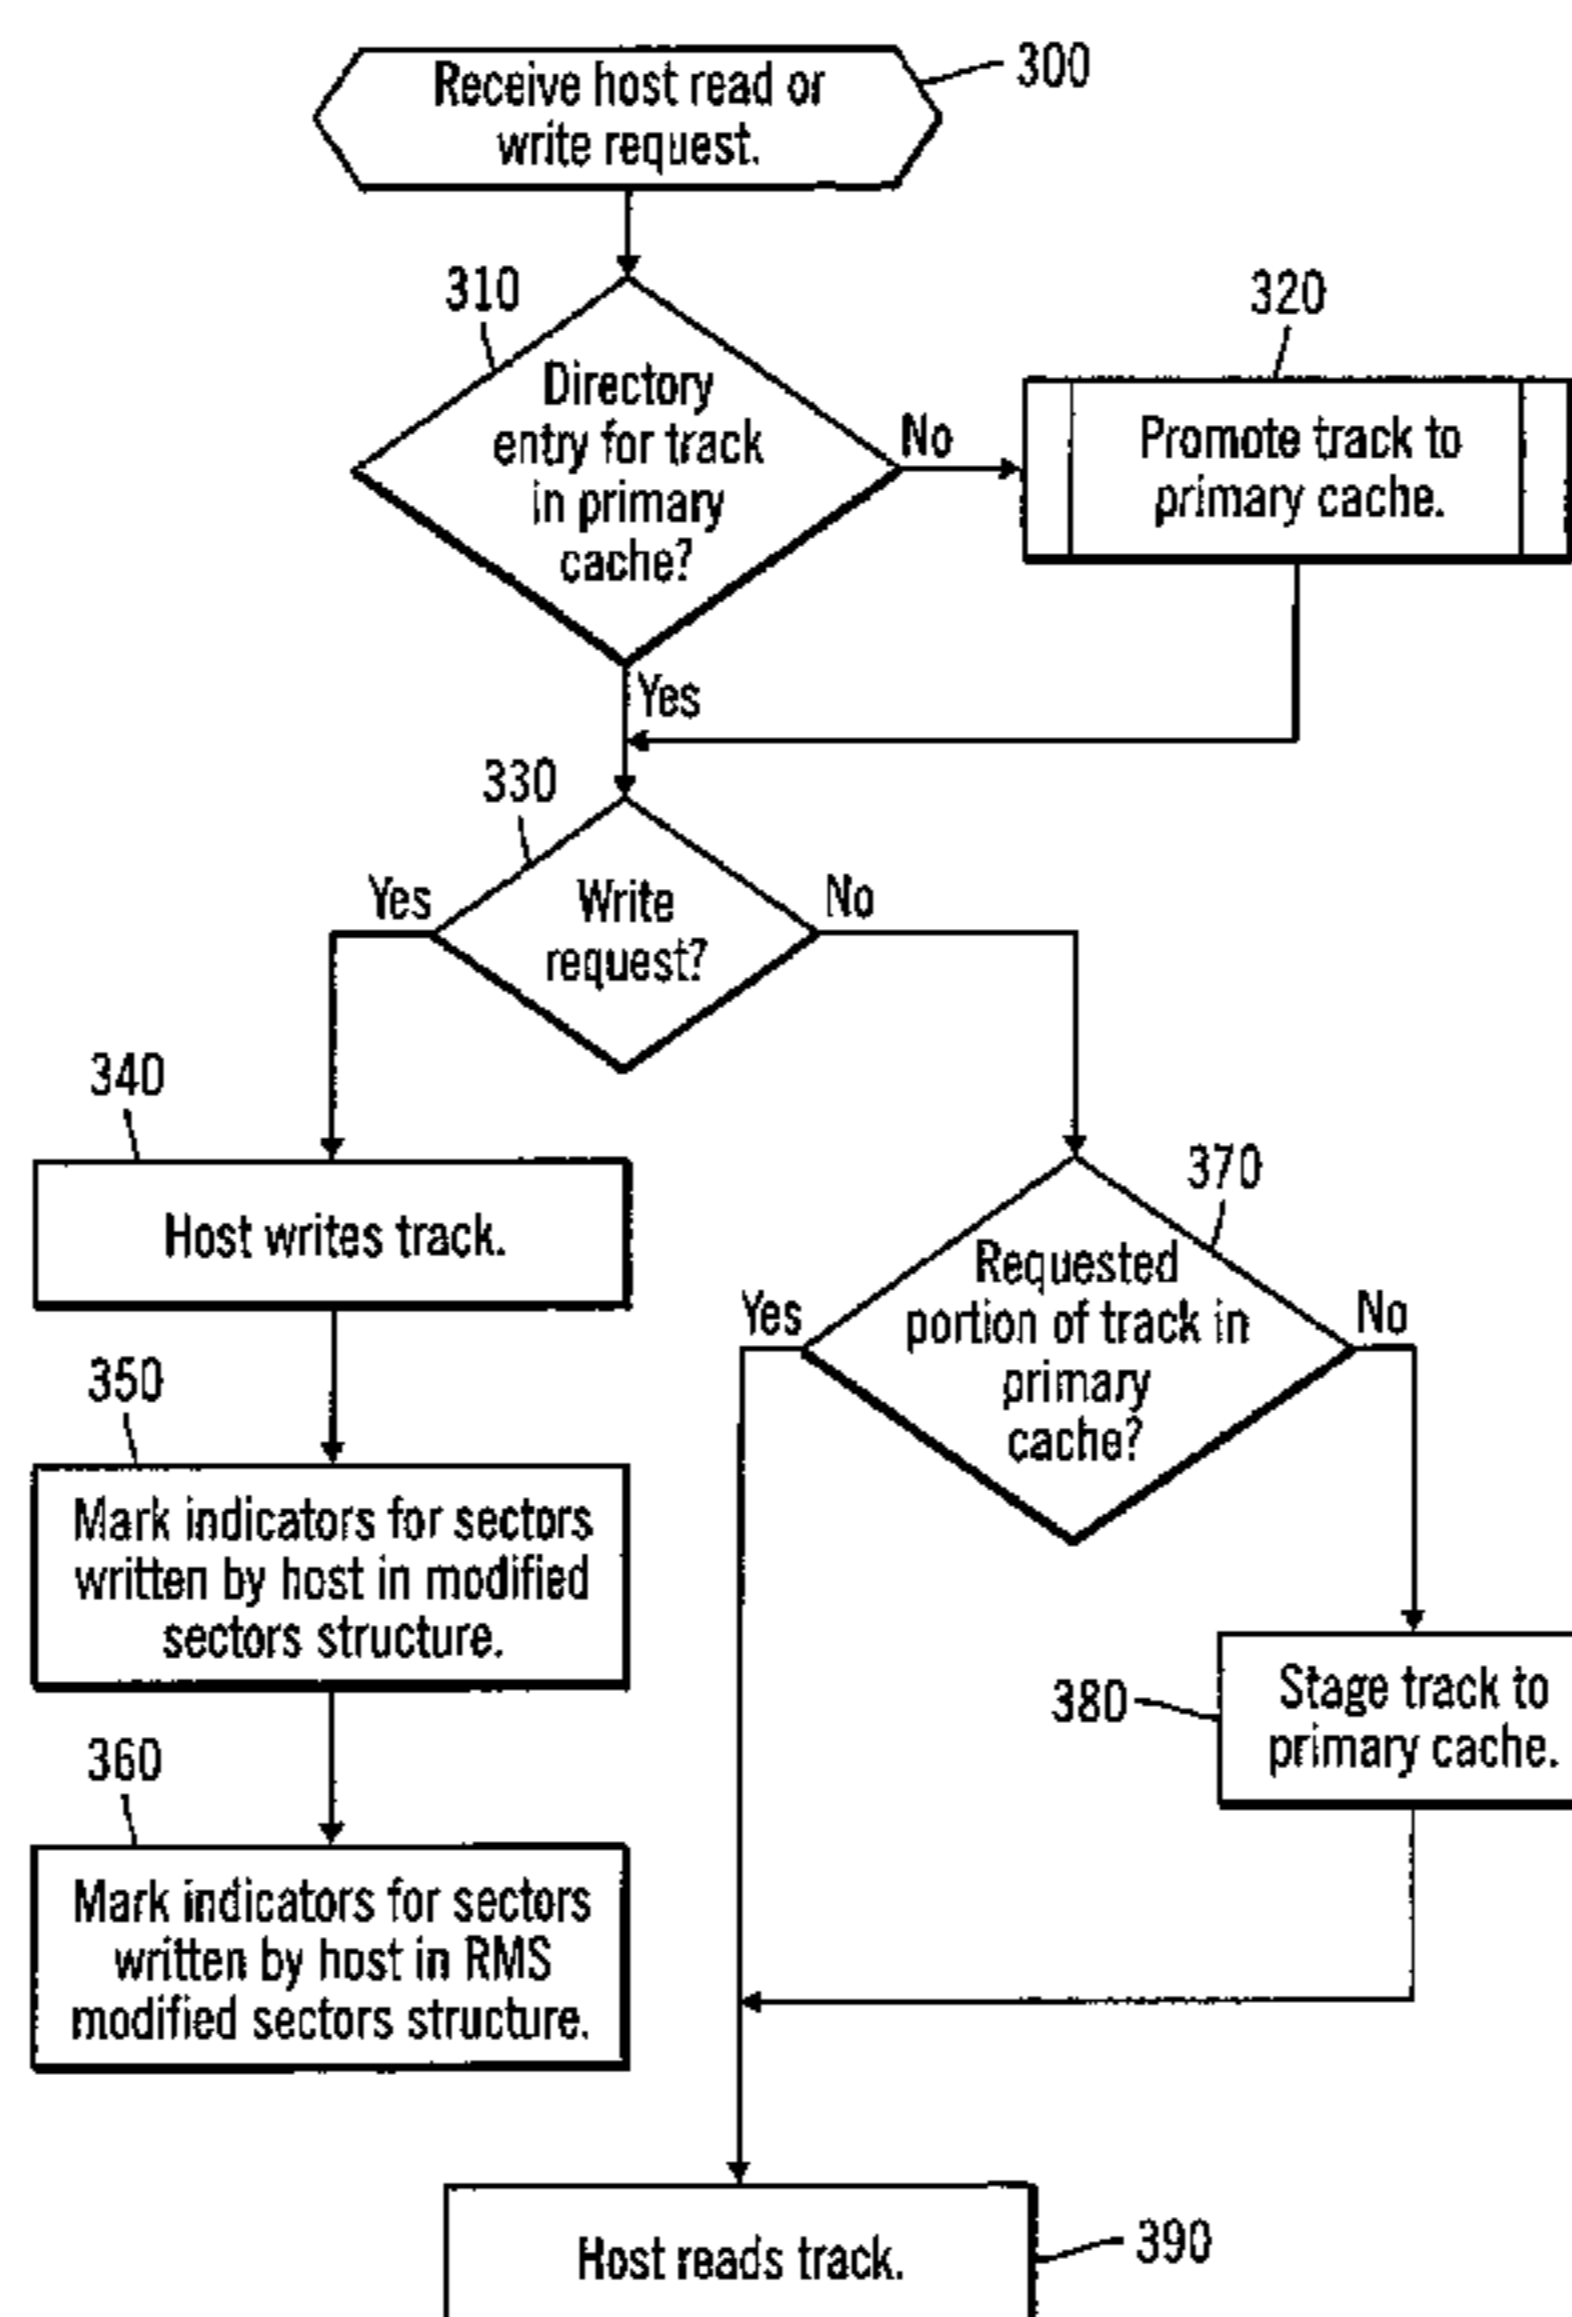 Receive host read or
write request.
300
310
Directory
entry for track
in primary
cache?
No
320
Promote track to
primary cache.
Yes
330
Write
request?
Yes
No
340
Host writes track.
350
Mark indicators for sectors
written by host in modified
sectors structure.
360
Mark indicators for sectors
written by host in RMS
modified sectors structure.
370
Requested
portion of track in
primary
cache?
Yes
No
380
Stage track to
primary cache.
Host reads track.
390